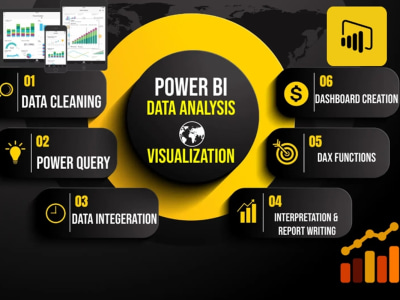 POWER BI
DATA ANALYSIS
VISUALIZATION
01
DATA CLEANING
02
POWER QUERY
03
DATA INTEGERATION
04
INTERPRETATION &
REPORT WRITING
05
DAX FUNCTIONS
06
DASHBOARD CREATION
$